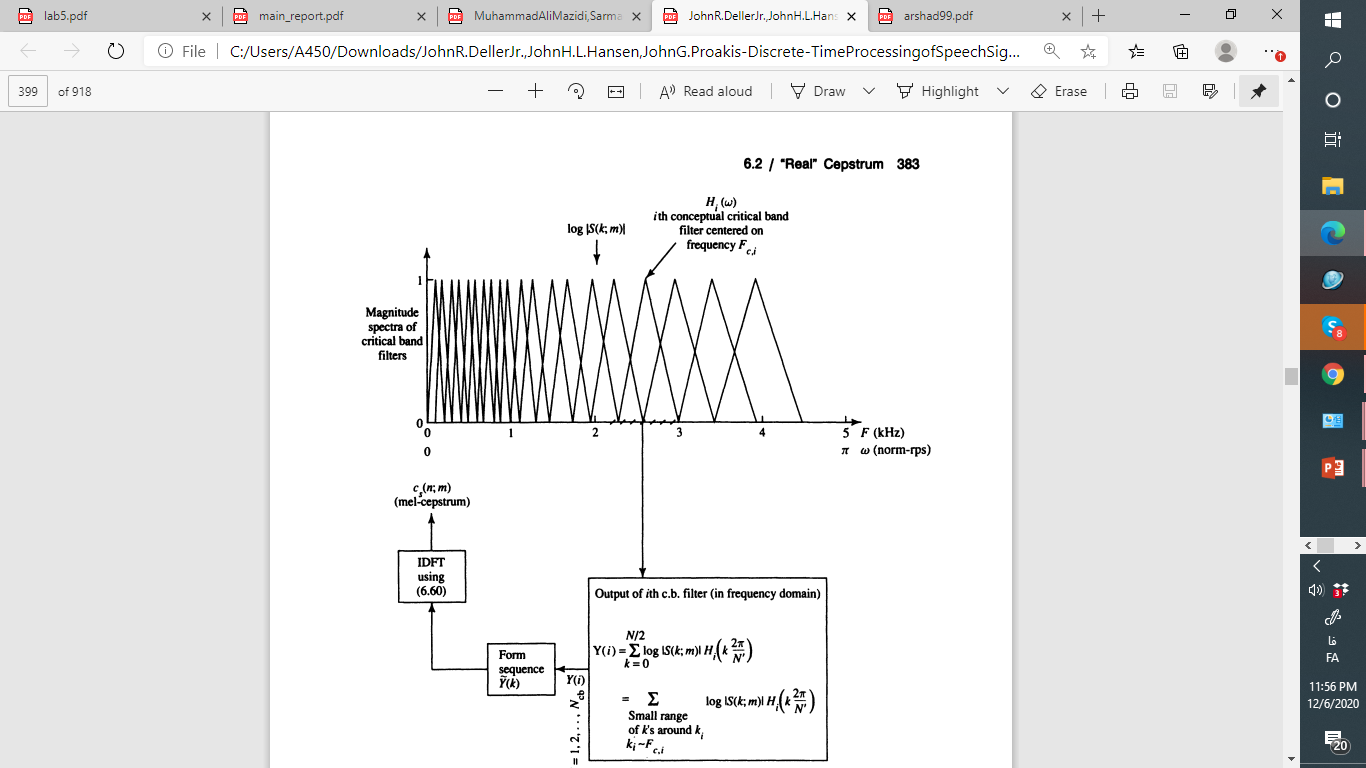 lab5.pdf
main_report.pdf
MuhammadAliMazidi,Sarma
JohnR.DellerJr.,JohnH.L.Hans
arshad99.pdf
File
C:/Users/A450/Downloads/JohnR.DellerJr.,JohnH.L.Hansen,JohnG.Proakis-Discrete-TimeProcessingofSpeechSig...
399 of 918
Read aloud
Draw
Highlight
Erase
6.2 / "Real" Cepstrum 383
H_i (ω)
ith conceptual critical band
filter centered on
frequency F_c,i
log |S(k; m)|
1
Magnitude
spectra of
critical band
filters
0
0 1 2 3 4 5 F (kHz)
0 π ω (norm-rps)
c_s(n; m)
(mel-cepstrum)
IDFT
using
(6.60)
Form
sequence
Ỹ(k)
Y(i)
= 1, 2, . . , N_cb
Output of ith c.b. filter (in frequency domain)
N/2
Y(i) = Σ log |S(k; m)| H_i(k 2π/N')
k = 0
= Σ log |S(k; m)| H_i(k 2π/N')
Small range
of k's around k_i
k_i ~ F_c,i
8
3
فا
FA
11:56 PM
12/6/2020
20